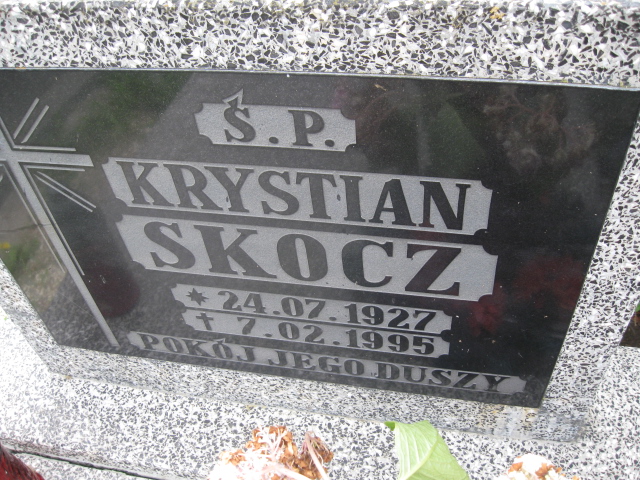 Ś.P.
KRYSTIAN
SKOCZ
* 24.07.1927
† 7.02.1995
POKÓJ JEGO DUSZY